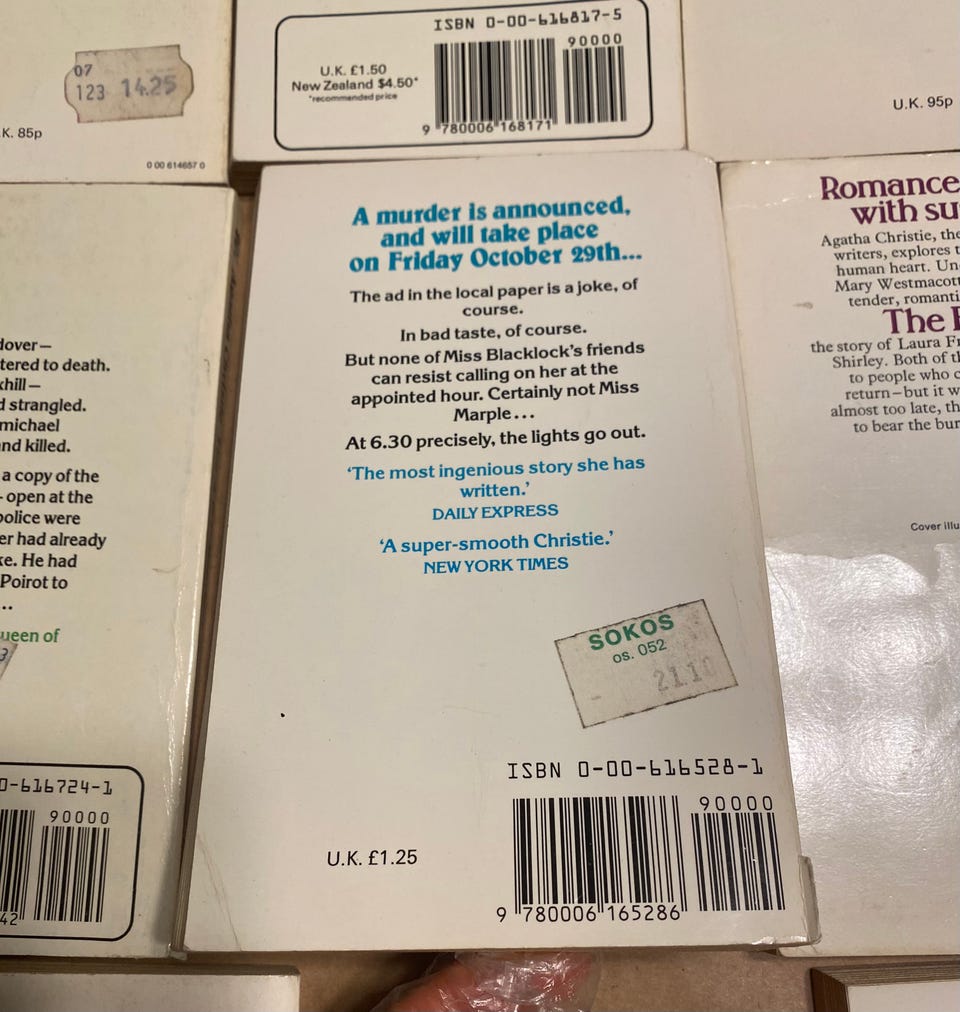 07
123 14.25
K. 85p
0 00 614657 0
ISBN 0-00-616817-5
90000
U.K. £1.50
New Zealand $4.50*
*recommended price
9 780006 168171
U.K. 95p
dover—
tered to death.
khill—
d strangled.
michael
nd killed.
a copy of the
open at the
police were
er had already
ke. He had
Poirot to
...
ueen of
3
0-616724-1
90000
42
A murder is announced,
and will take place
on Friday October 29th...
The ad in the local paper is a joke, of
course.
In bad taste, of course.
But none of Miss Blacklock's friends
can resist calling on her at the
appointed hour. Certainly not Miss
Marple...
At 6.30 precisely, the lights go out.
'The most ingenious story she has
written.'
DAILY EXPRESS
'A super-smooth Christie.'
NEW YORK TIMES
SOKOS
os. 052
21.10
ISBN 0-00-616528-1
90000
U.K. £1.25
9 780006 165286
Romance
with su
Agatha Christie, the
writers, explores t
human heart. Un
Mary Westmacott
tender, romanti
The
the story of Laura Fr
Shirley. Both of th
to people who c
return—but it w
almost too late, th
to bear the bur
Cover illu